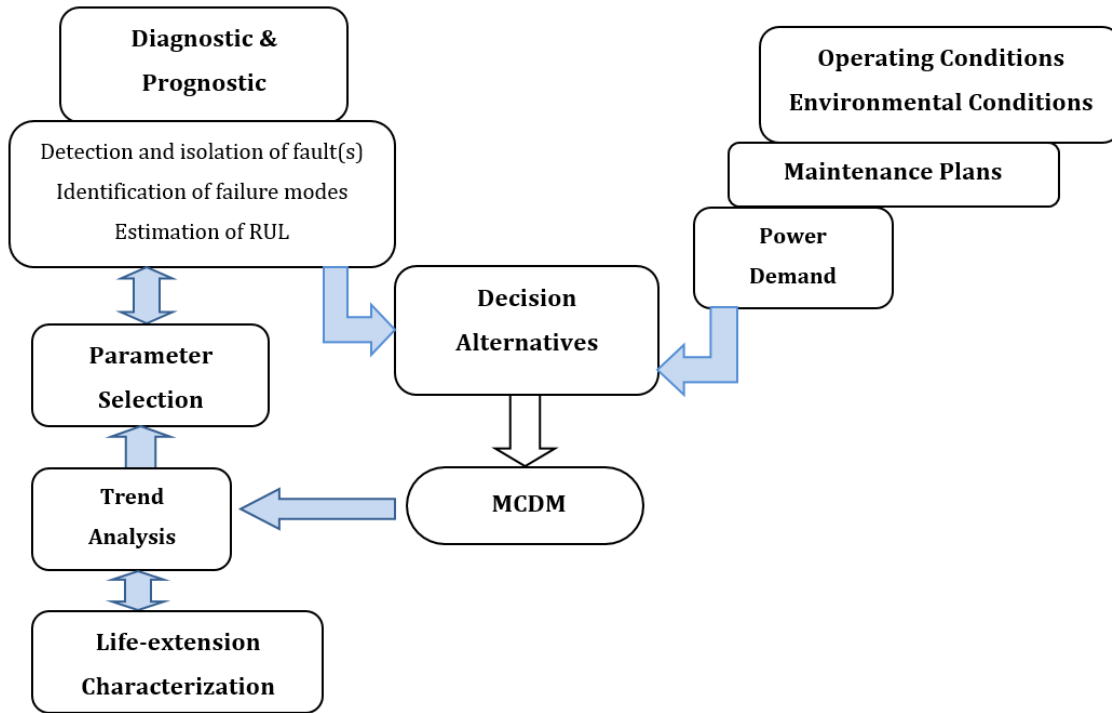 Diagnostic &
Prognostic
Detection and isolation of fault(s)
Identification of failure modes
Estimation of RUL
Operating Conditions
Environmental Conditions
Maintenance Plans
Power
Demand
Decision
Alternatives
Parameter
Selection
MCDM
Trend
Analysis
Life-extension
Characterization